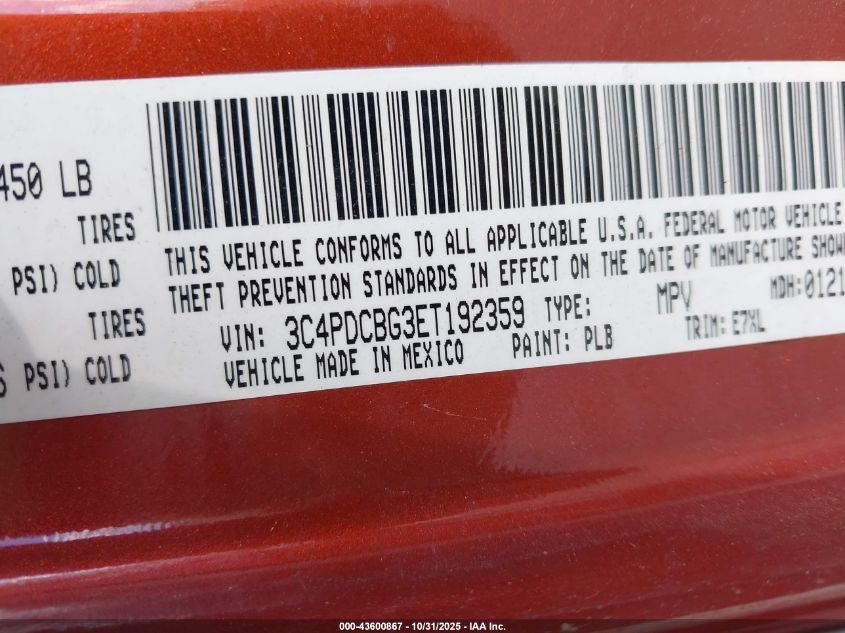 450 LB
TIRES
PSI) COLD
TIRES
PSI) COLD
THIS VEHICLE CONFORMS TO ALL APPLICABLE U.S.A. FEDERAL MOTOR VEHICLE
THEFT PREVENTION STANDARDS IN EFFECT ON THE DATE OF MANUFACTURE SHOWN
VIN: 3C4PDCBG3ET192359 TYPE: MPV MDH:0121
VEHICLE MADE IN MEXICO PAINT: PLB TRIM: E7XL
000-43600867 - 10/31/2025 - IAA Inc.